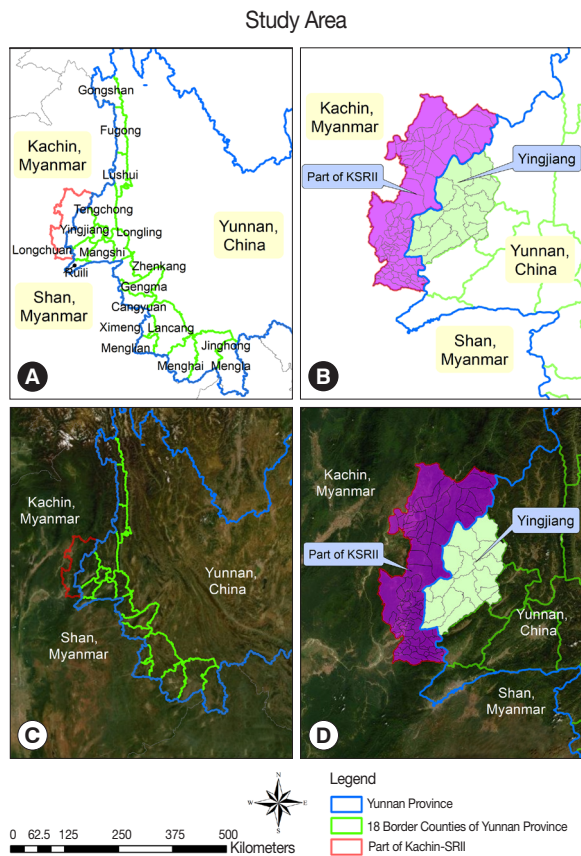 Study Area
Gongshan
Kachin,
Myanmar
Fugong
Lushui
Tengchong
Yingjiang
Longling
Yunnan,
China
Longchuan
Mangshi
Ruili
Zhenkang
Shan,
Myanmar
Gengma
Cangyuan
Ximeng
Lancang
Menglian
Jinghong
Menghai
Mengla
A
Kachin,
Myanmar
Yingjiang
Part of KSRII
Yunnan,
China
Shan,
Myanmar
B
Kachin,
Myanmar
Yunnan,
China
Shan,
Myanmar
C
Kachin,
Myanmar
Yingjiang
Part of KSRII
Yunnan,
China
Shan,
Myanmar
D
N
W
E
S
0 62.5 125 250 375 500
Kilometers
Legend
Yunnan Province
18 Border Counties of Yunnan Province
Part of Kachin-SRII